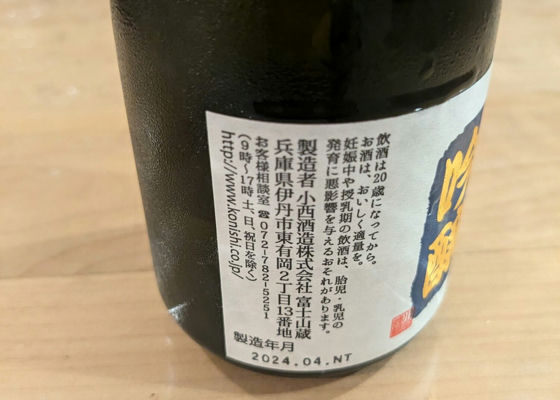 飲酒は20歳になってから。
お酒は、おいしく適量を。
妊娠中や授乳期の飲酒は、胎児・乳児の
発育に悪影響を与えるおそれがあります。
製造者 小西酒造株式会社 富士山蔵
兵庫県伊丹市東有岡2丁目13番地
お客様相談室 ☎072-782-5251
(9時〜17時 土、日、祝日を除く)
http://www.konishi.co.jp/
製造年月
2024.04.NT
吟醸